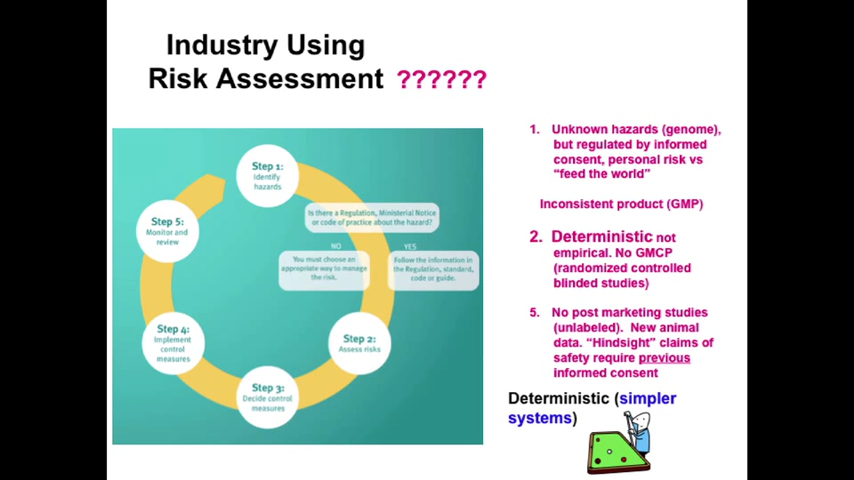 Industry Using
Risk Assessment ??????
Step 1:
Identify
hazards
Is there a Regulation, Ministerial Notice
or code of practice about the hazard?
NO
YES
You must choose an
appropriate way to manage
the risk.
Follow the information in
the Regulation, standard,
code or guide.
Step 2:
Assess risks
Step 3:
Decide control
measures
Step 4:
Implement
control
measures
Step 5:
Monitor and
review
1. Unknown hazards (genome),
but regulated by informed
consent, personal risk vs
“feed the world”
Inconsistent product (GMP)
2. Deterministic not
empirical. No GMCP
(randomized controlled
blinded studies)
5. No post marketing studies
(unlabeled). New animal
data. “Hindsight” claims of
safety require previous
informed consent
Deterministic (simpler
systems)